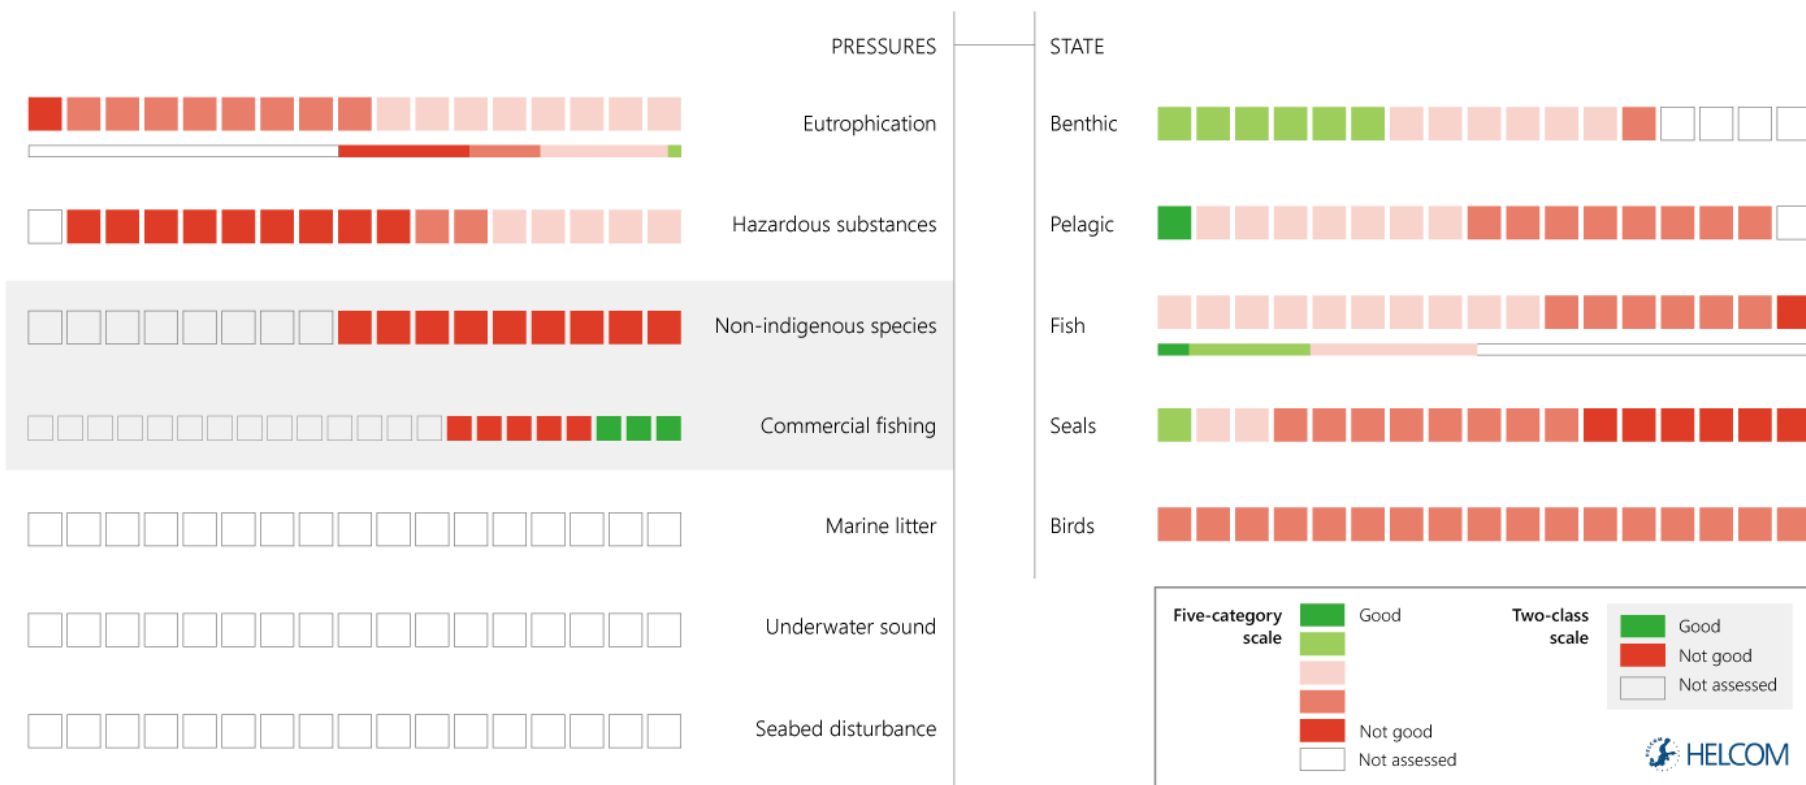 PRESSURES
STATE
Eutrophication
Benthic
Hazardous substances
Pelagic
Non-indigenous species
Fish
Commercial fishing
Seals
Marine litter
Birds
Underwater sound
Seabed disturbance
Five-category
scale
Good
Not good
Not assessed
Two-class
scale
Good
Not good
Not assessed
HELCOM